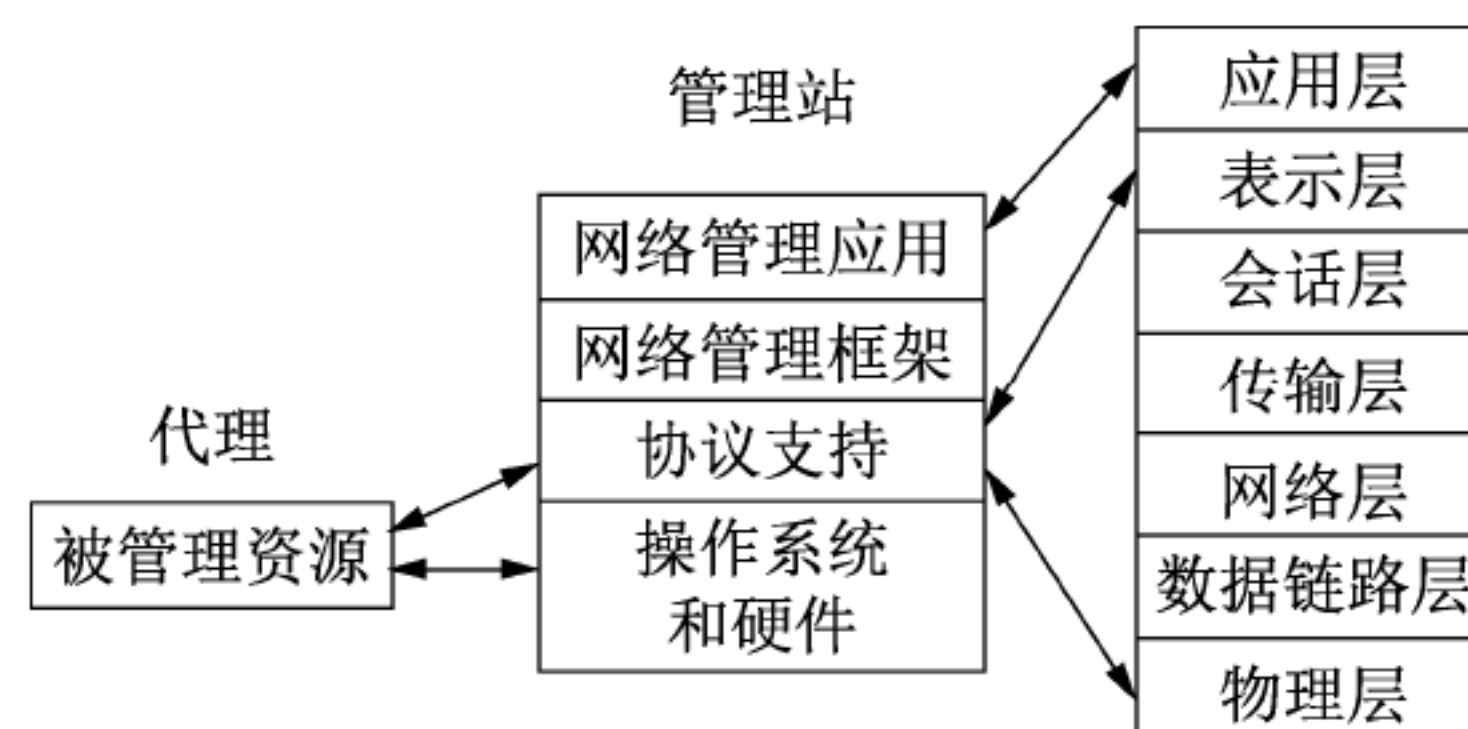 代理
被管理资源
管理站
网络管理应用
网络管理框架
协议支持
操作系统
和硬件
应用层
表示层
会话层
传输层
网络层
数据链路层
物理层